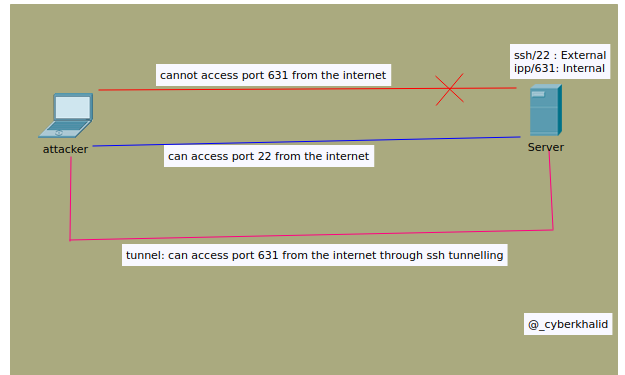 ssh/22 : External
ipp/631: Internal
cannot access port 631 from the internet
attacker
Server
can access port 22 from the internet
tunnel: can access port 631 from the internet through ssh tunnelling
@_cyberkhalid